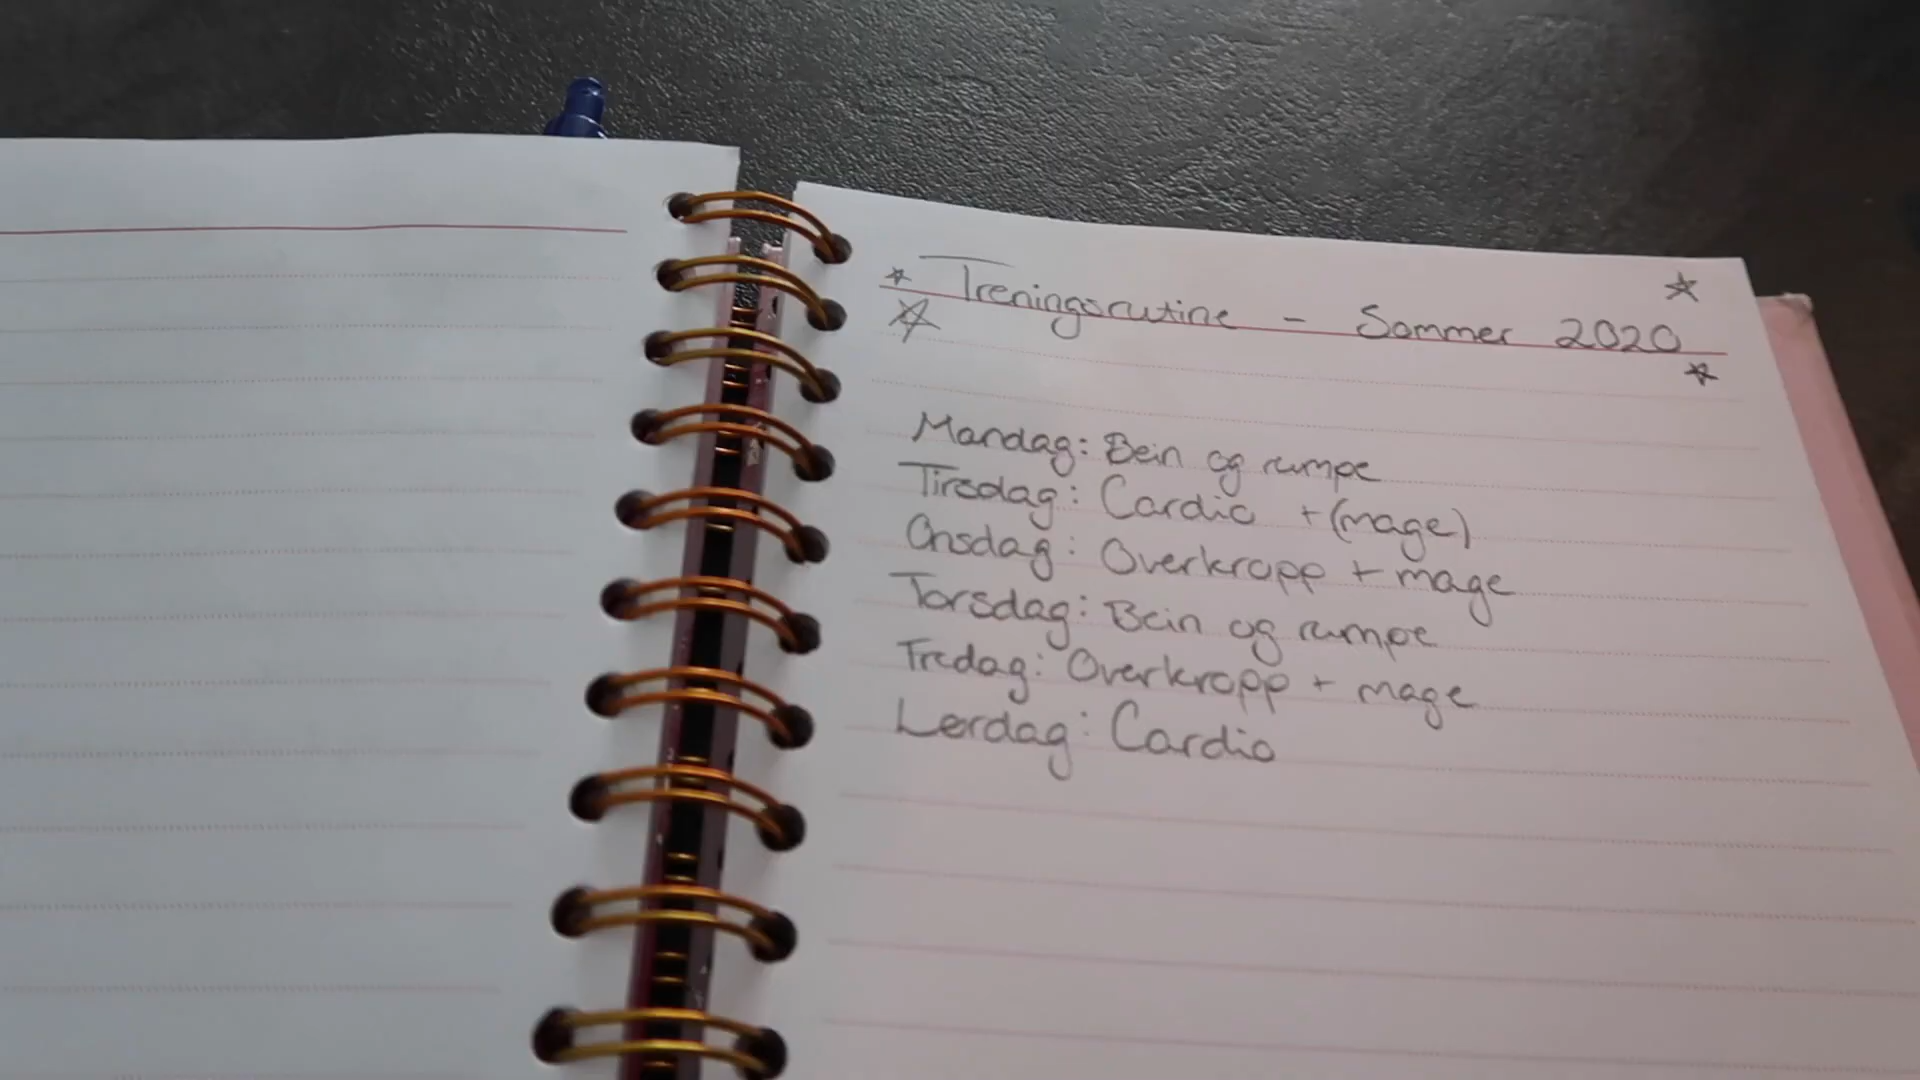 Treningsrutine - Sommer 2020
Mandag: Bein og rumpe
Tirsdag: Cardio + (mage)
Onsdag: Overkropp + mage
Torsdag: Bein og rumpe
Fredag: Overkropp + mage
Lørdag: Cardio